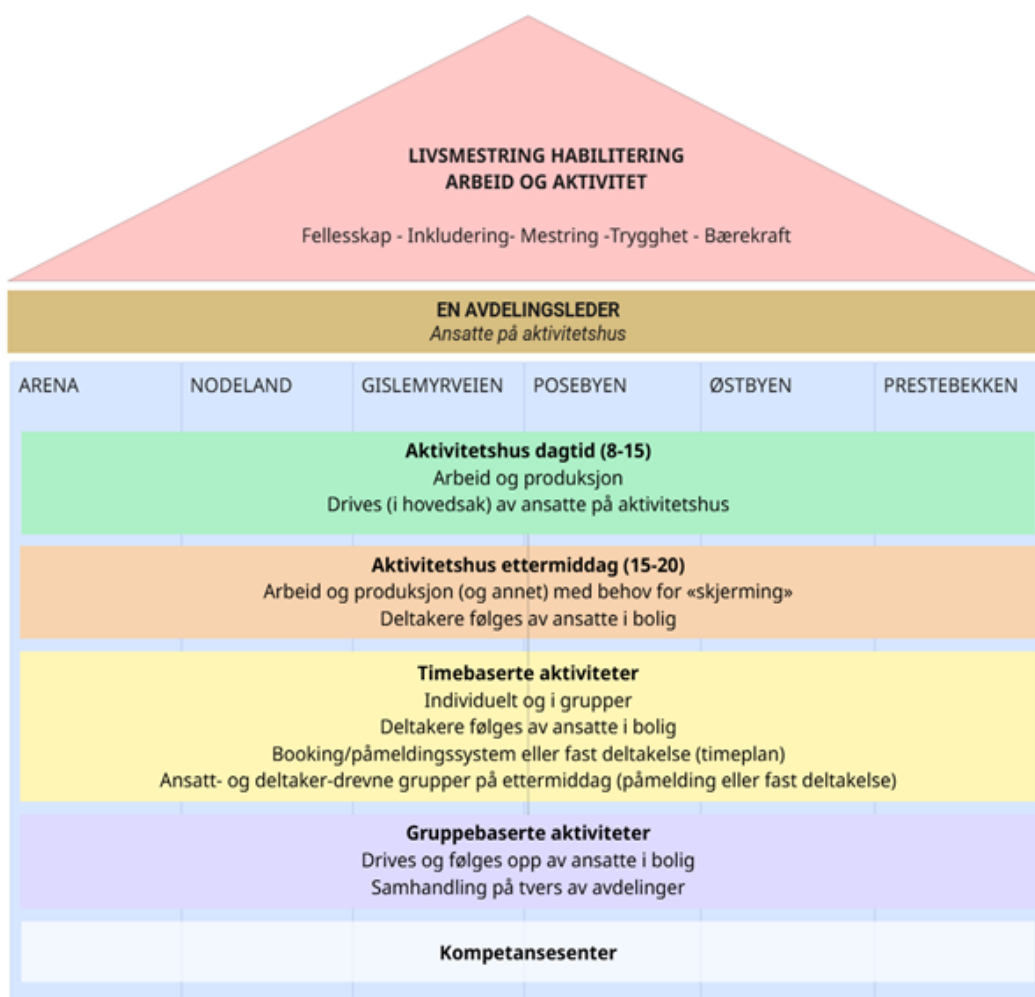 LIVSMESTRING HABILITERING
ARBEID OG AKTIVITET
Fellesskap - Inkludering- Mestring -Trygghet - Bærekraft
EN AVDELINGSLEDER
Ansatte på aktivitetshus
ARENA NODELAND GISLEMYRVEIEN POSEBYEN ØSTBYEN PRESTEBEKKEN
Aktivitetshus dagtid (8-15)
Arbeid og produksjon
Drives (i hovedsak) av ansatte på aktivitetshus
Aktivitetshus ettermiddag (15-20)
Arbeid og produksjon (og annet) med behov for «skjerming»
Deltakere følges av ansatte i bolig
Timebaserte aktiviteter
Individuelt og i grupper
Deltakere følges av ansatte i bolig
Booking/påmeldingssystem eller fast deltakelse (timeplan)
Ansatt- og deltaker-drevne grupper på ettermiddag (påmelding eller fast deltakelse)
Gruppebaserte aktiviteter
Drives og følges opp av ansatte i bolig
Samhandling på tvers av avdelinger
Kompetansesenter